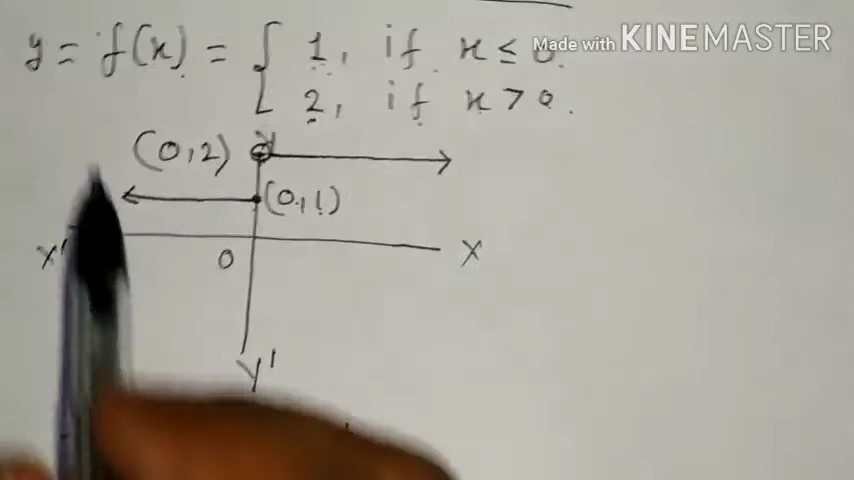 y = f(x) = { 1, if x ≤ 0.
2, if x > 0.
Made with KINEMASTER
(0,2) Y
(0,1)
X' 0 X
Y'